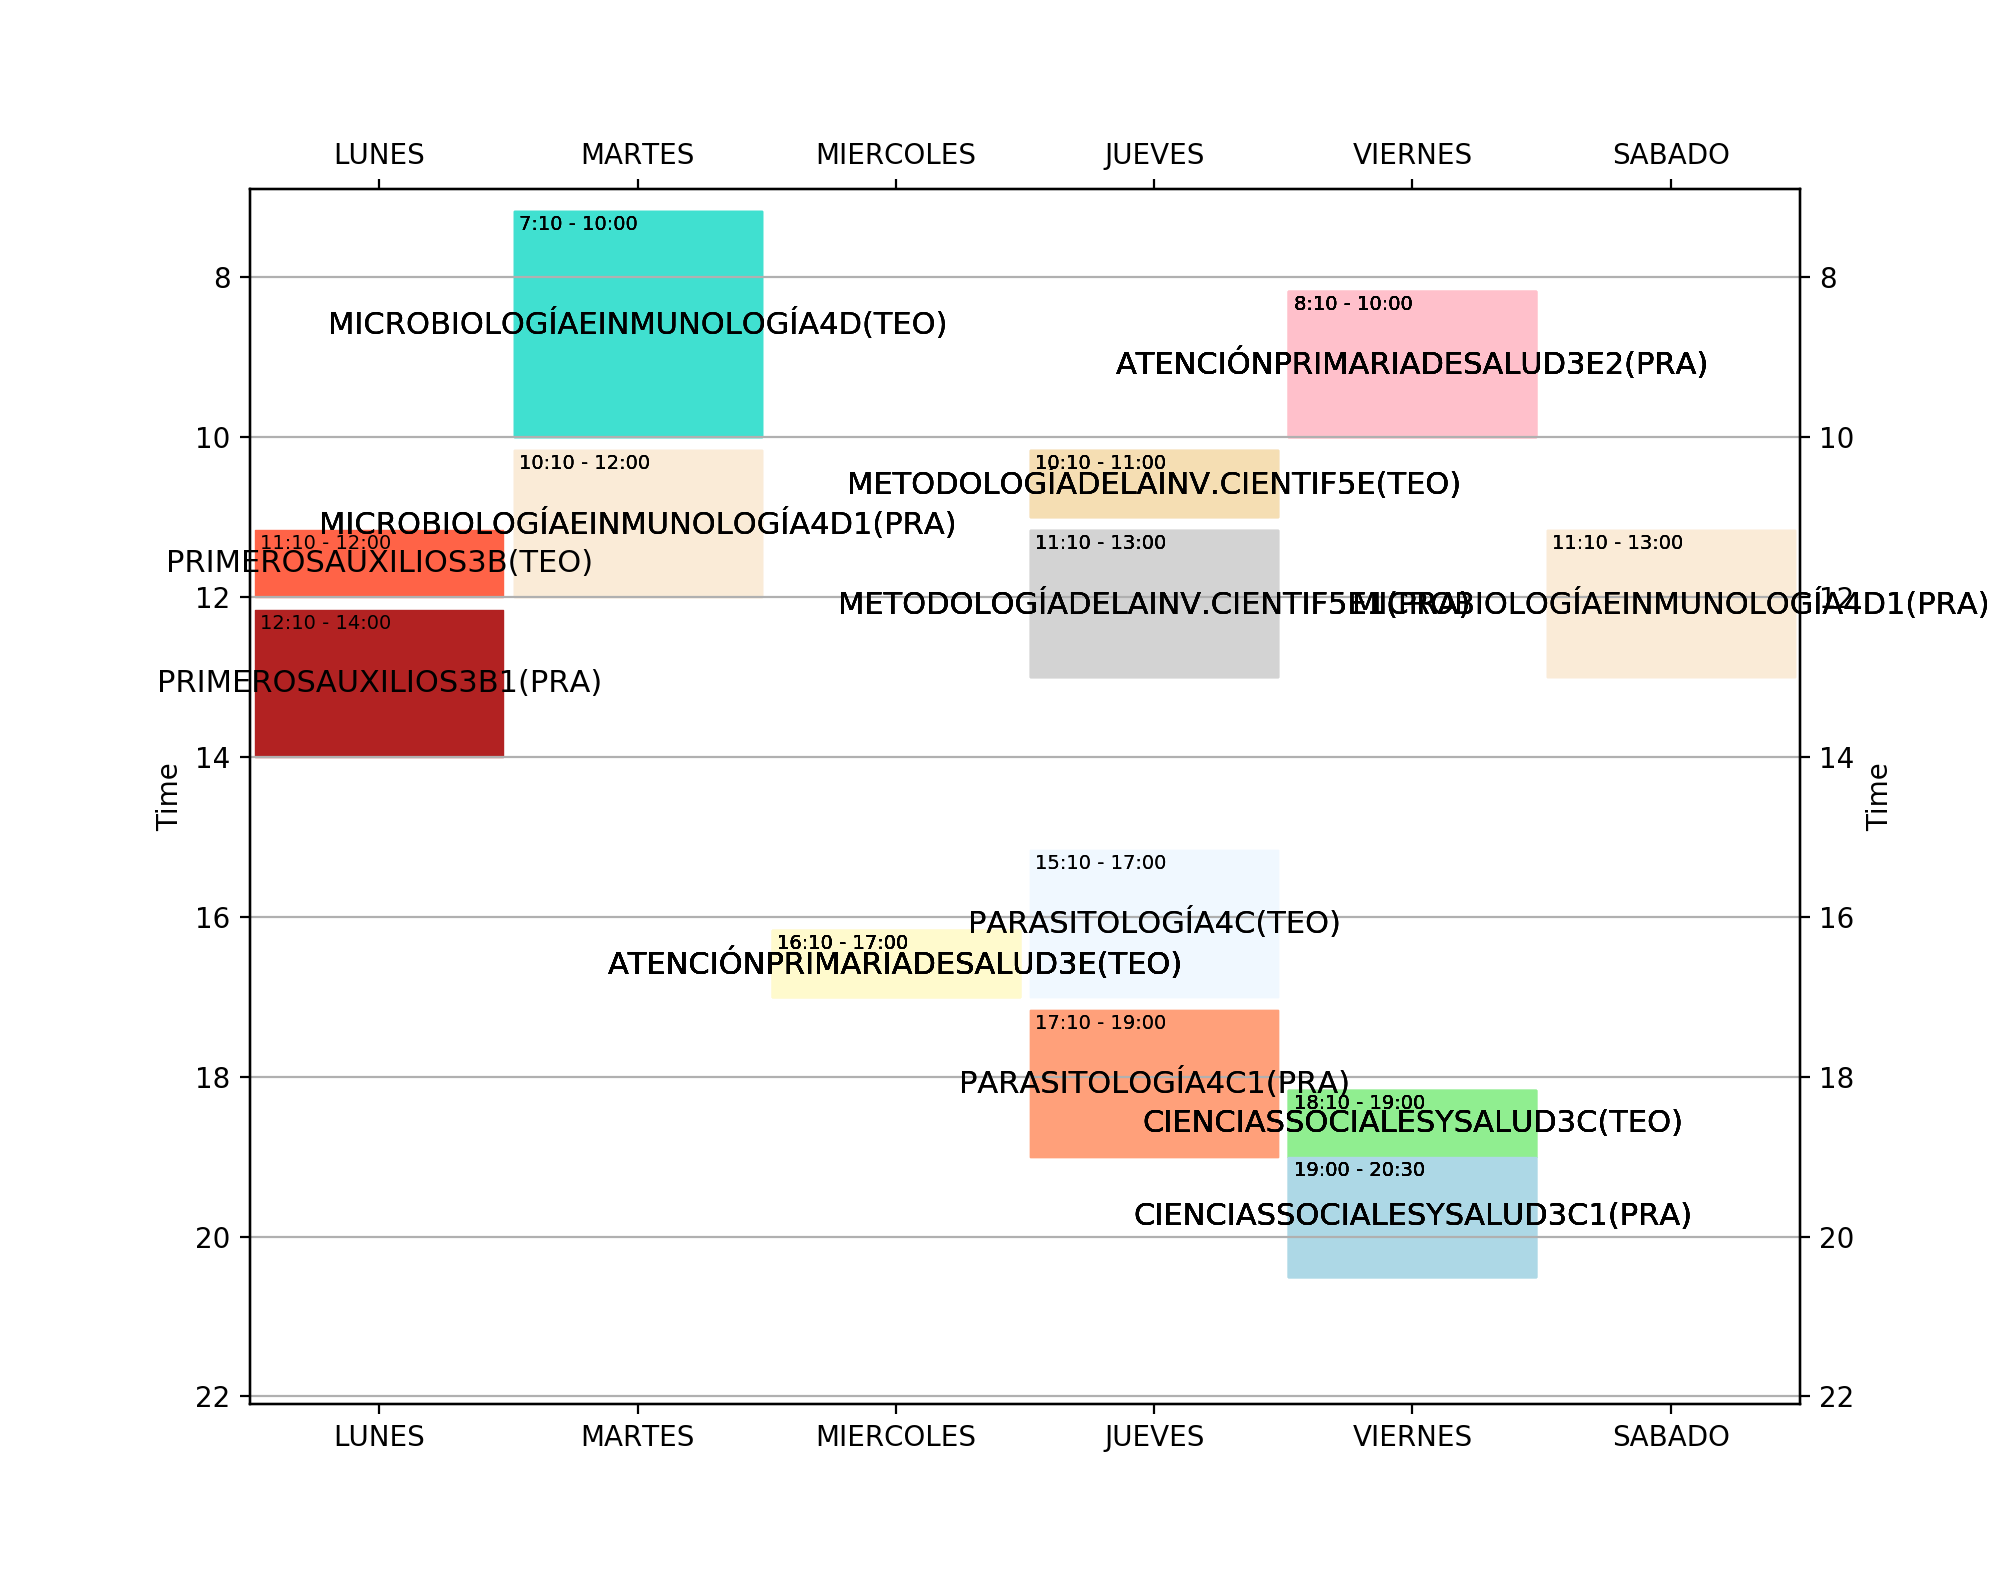 LUNES MARTES MIERCOLES JUEVES VIERNES SABADO
7:10 - 10:00
8 8
8:10 - 10:00
MICROBIOLOGÍAEINMUNOLOGÍA4D(TEO)
ATENCIÓNPRIMARIADESALUD3E2(PRA)
10 10
10:10 - 12:00 10:10 - 11:00
METODOLOGÍADELAINV.CIENTIF5E(TEO)
MICROBIOLOGÍAEINMUNOLOGÍA4D1(PRA)
11:10 - 12:00 11:10 - 13:00 11:10 - 13:00
PRIMEROSAUXILIOS3B(TEO)
12 12
METODOLOGÍADELAINV.CIENTIF5E1(PRA) MICROBIOLOGÍAEINMUNOLOGÍA4D1(PRA)
12:10 - 14:00
PRIMEROSAUXILIOS3B1(PRA)
14 14
Time Time
15:10 - 17:00
16 16
PARASITOLOGÍA4C(TEO)
16:10 - 17:00
ATENCIÓNPRIMARIADESALUD3E(TEO)
17:10 - 19:00
18 18
PARASITOLOGÍA4C1(PRA)
18:10 - 19:00
CIENCIASSOCIALESYSALUD3C(TEO)
19:00 - 20:30
CIENCIASSOCIALESYSALUD3C1(PRA)
20 20
22 22
LUNES MARTES MIERCOLES JUEVES VIERNES SABADO